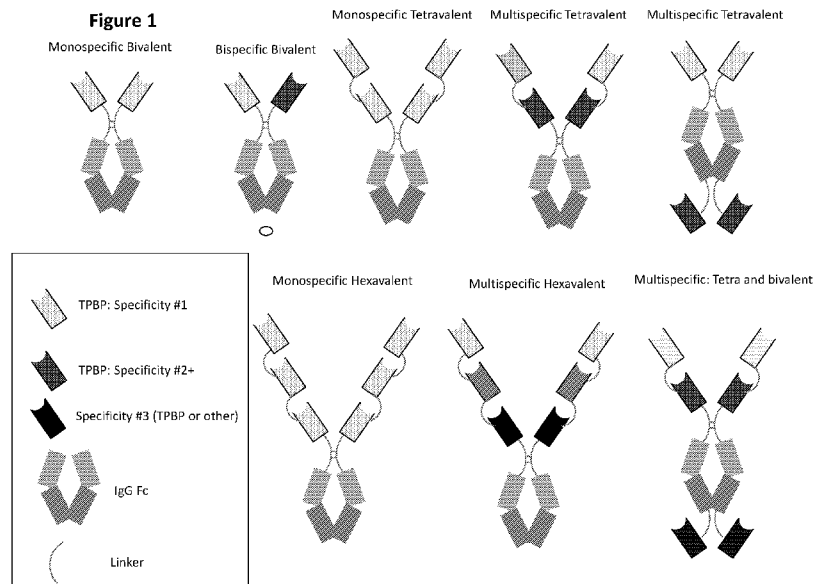 Figure 1
Monospecific Bivalent
Bispecific Bivalent
Monospecific Tetravalent
Multispecific Tetravalent
Multispecific Tetravalent
TPBP: Specificity #1
TPBP: Specificity #2+
Specificity #3 (TPBP or other)
IgG Fc
Linker
Monospecific Hexavalent
Multispecific Hexavalent
Multispecific: Tetra and bivalent